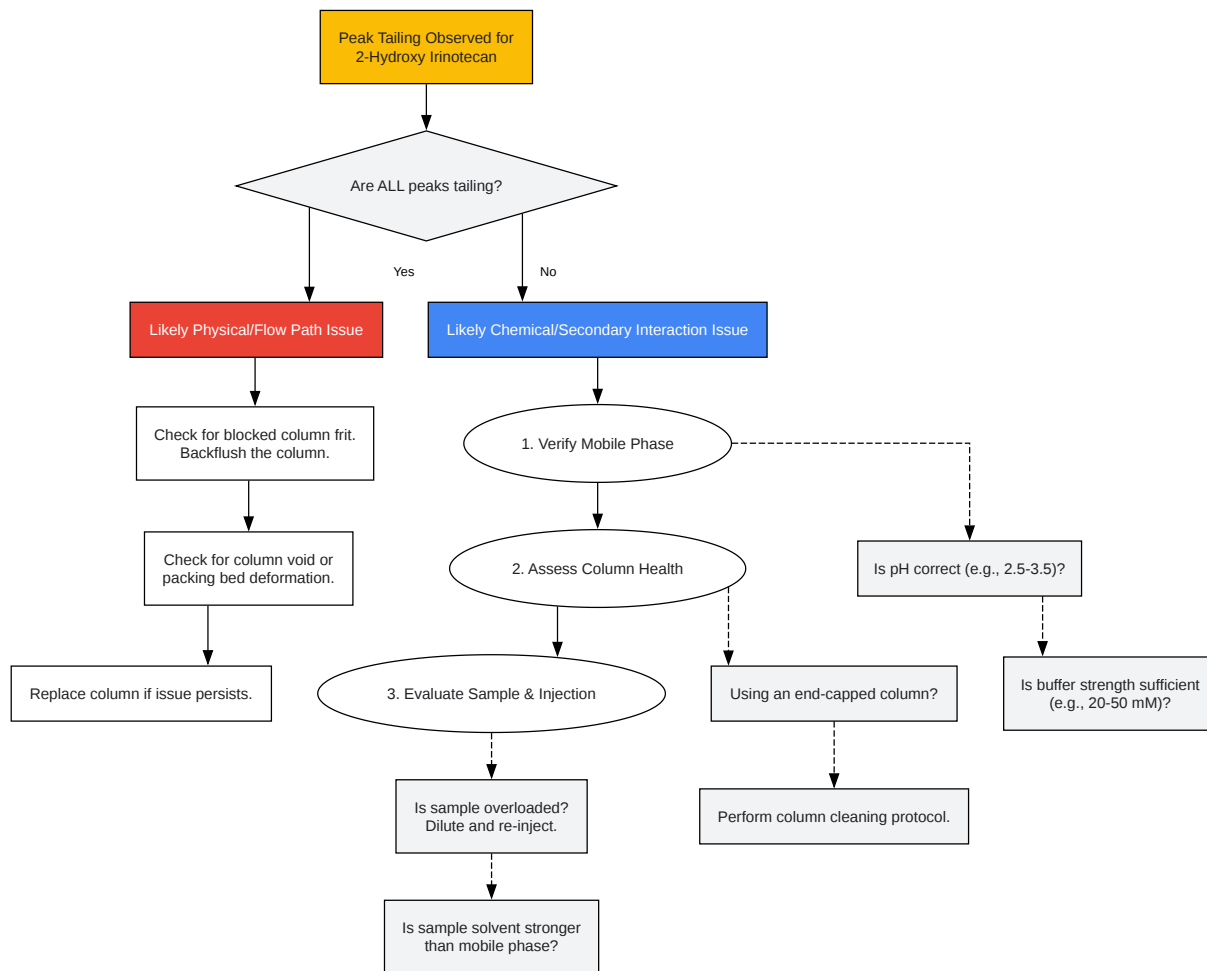 Peak Tailing Observed for
2-Hydroxy Irinotecan
Are ALL peaks tailing?
Yes
No
Likely Physical/Flow Path Issue
Likely Chemical/Secondary Interaction Issue
Check for blocked column frit.
Backflush the column.
1. Verify Mobile Phase
Check for column void or
packing bed deformation.
2. Assess Column Health
Is pH correct (e.g., 2.5-3.5)?
Replace column if issue persists.
3. Evaluate Sample & Injection
Using an end-capped column?
Is buffer strength sufficient
(e.g., 20-50 mM)?
Is sample overloaded?
Dilute and re-inject.
Perform column cleaning protocol.
Is sample solvent stronger
than mobile phase?